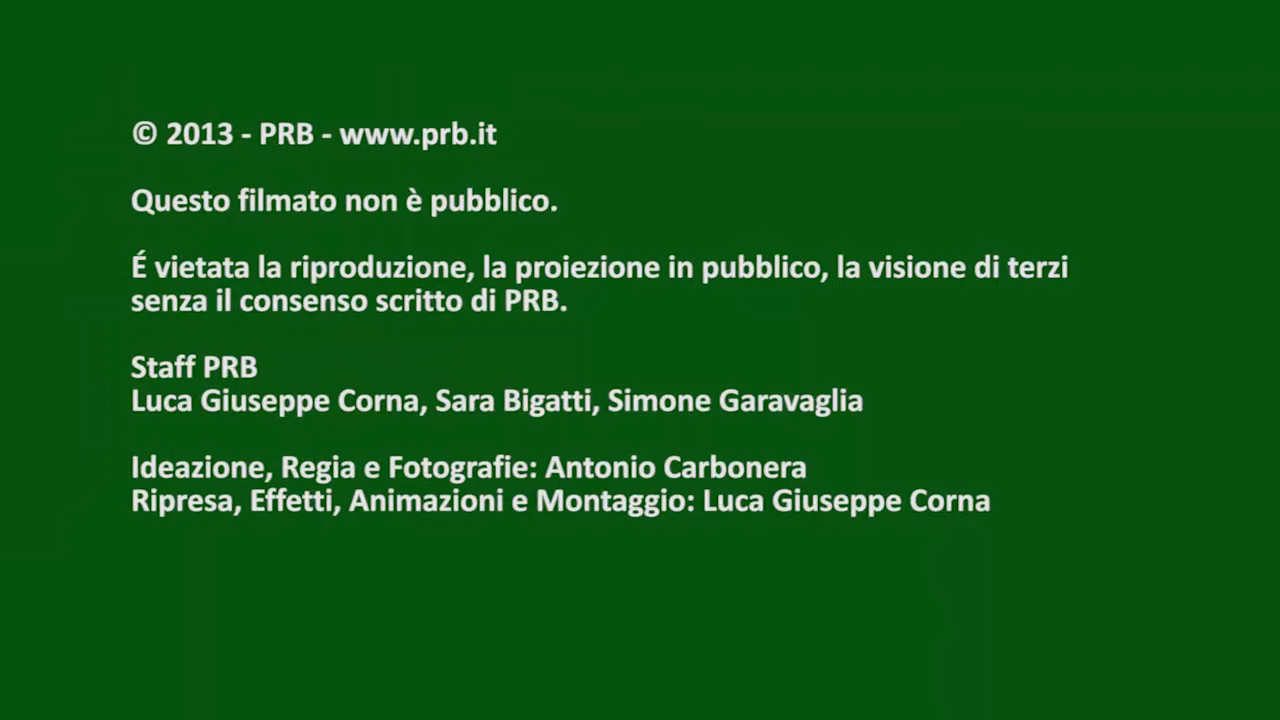 © 2013 - PRB - www.prb.it
Questo filmato non è pubblico.
É vietata la riproduzione, la proiezione in pubblico, la visione di terzi
senza il consenso scritto di PRB.
Staff PRB
Luca Giuseppe Corna, Sara Bigatti, Simone Garavaglia
Ideazione, Regia e Fotografie: Antonio Carbonera
Ripresa, Effetti, Animazioni e Montaggio: Luca Giuseppe Corna